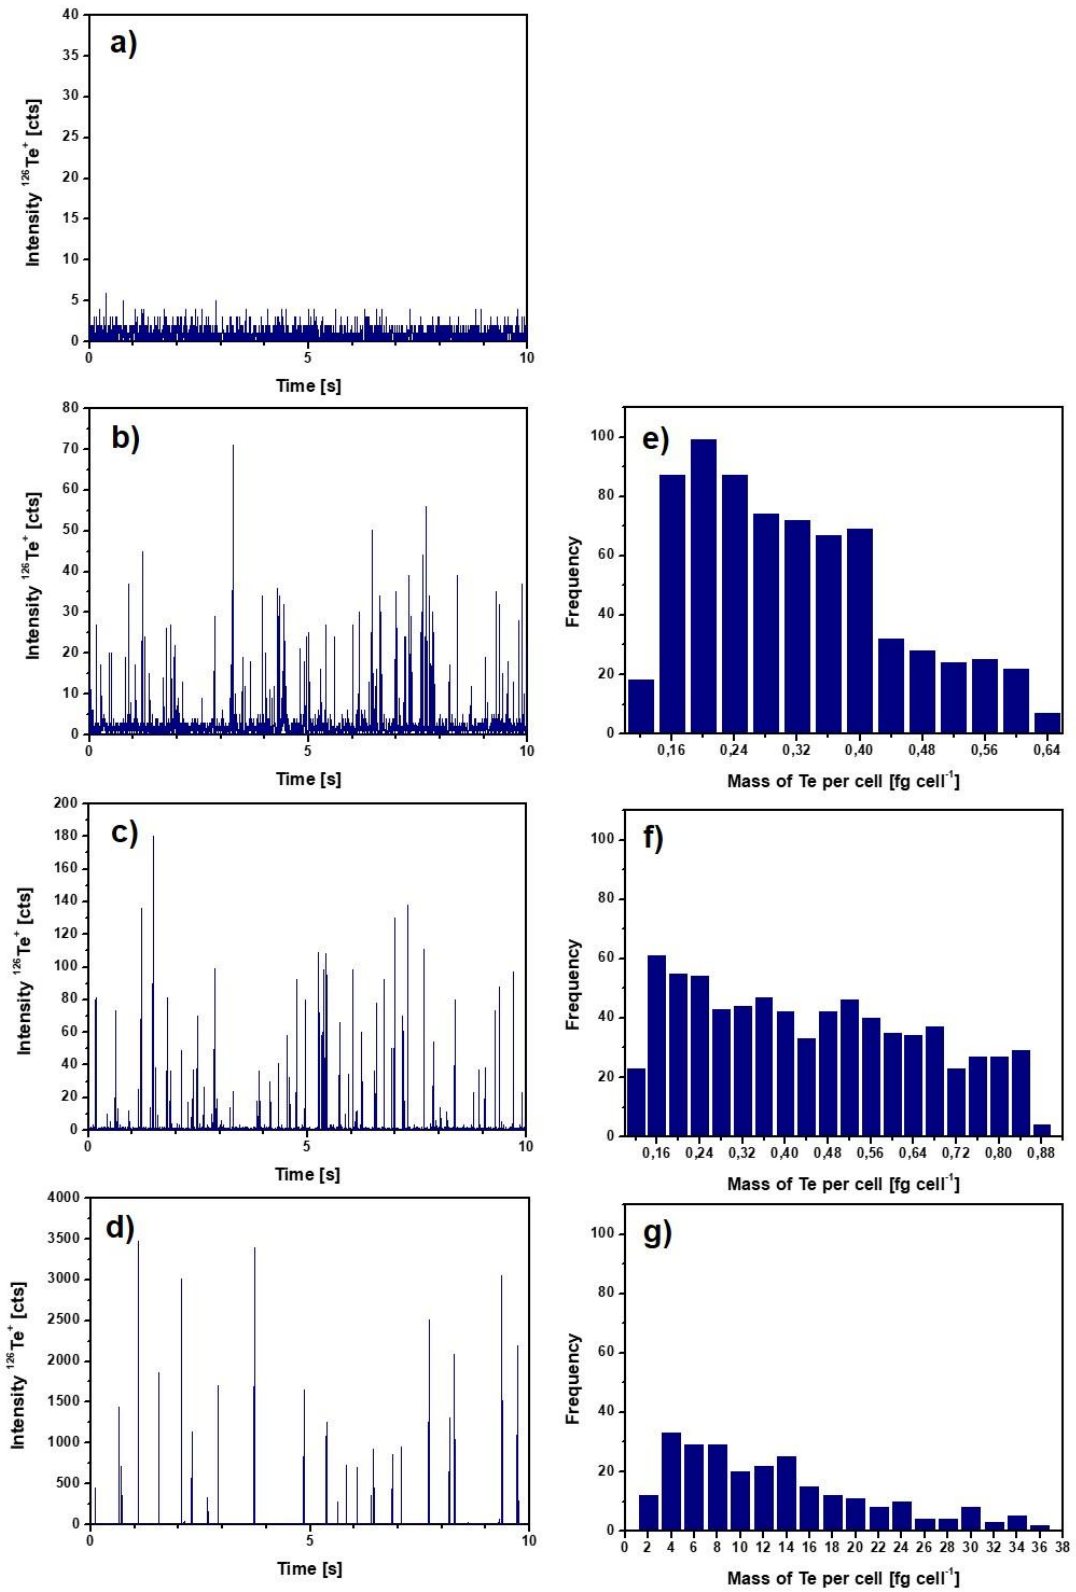 a)
40
35
30
25
20
15
10
5
0
Intensity ¹²⁶Te⁺ [cts]
0 5 10
Time [s]
b)
80
70
60
50
40
30
20
10
0
Intensity ¹²⁶Te⁺ [cts]
0 5 10
Time [s]
e)
100
80
60
40
20
0
Frequency
0,16 0,24 0,32 0,40 0,48 0,56 0,64
Mass of Te per cell [fg cell⁻¹]
c)
200
180
160
140
120
100
80
60
40
20
0
Intensity ¹²⁶Te⁺ [cts]
0 5 10
Time [s]
f)
100
80
60
40
20
0
Frequency
0,16 0,24 0,32 0,40 0,48 0,56 0,64 0,72 0,80 0,88
Mass of Te per cell [fg cell⁻¹]
d)
4000
3500
3000
2500
2000
1500
1000
500
0
Intensity ¹²⁶Te⁺ [cts]
0 5 10
Time [s]
g)
100
80
60
40
20
0
Frequency
0 2 4 6 8 10 12 14 16 18 20 22 24 26 28 30 32 34 36 38
Mass of Te per cell [fg cell⁻¹]